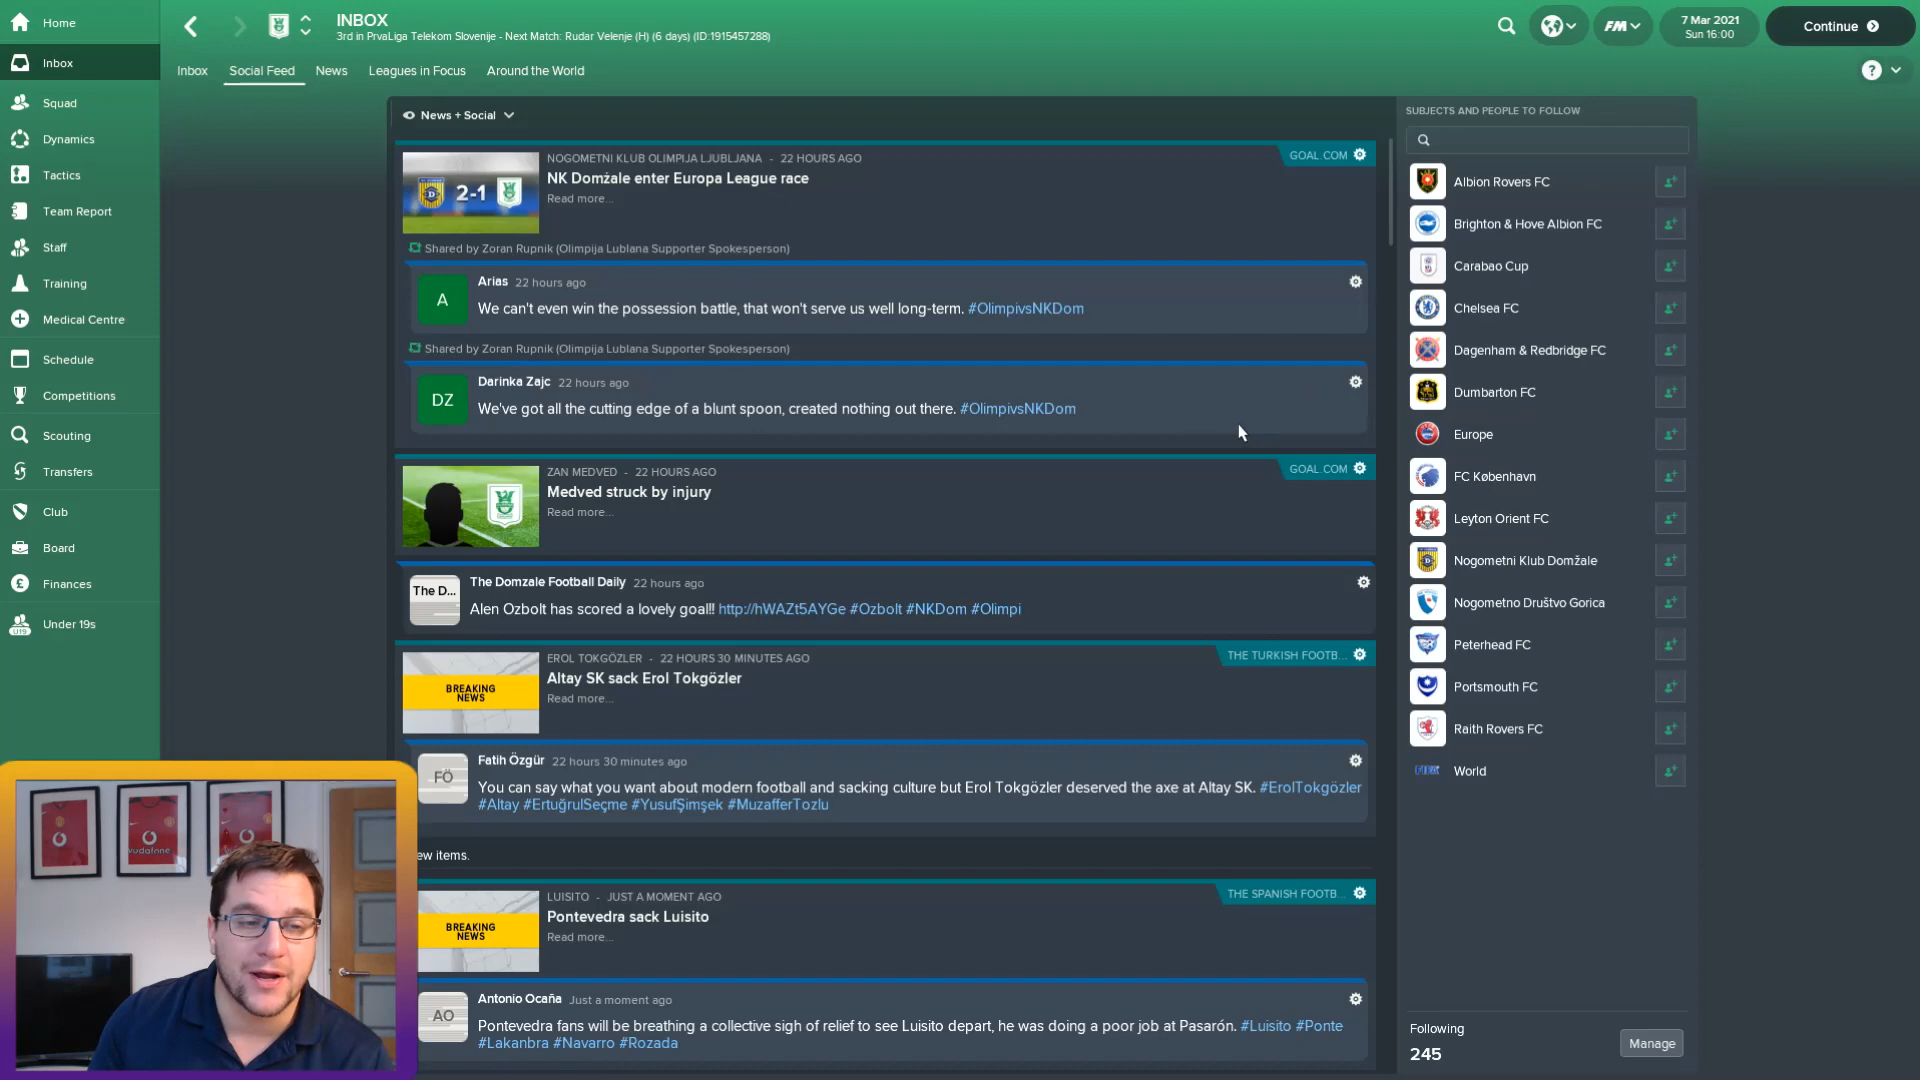 Home
Inbox
Squad
Dynamics
Tactics
Team Report
Staff
Training
Medical Centre
Schedule
Competitions
Scouting
Transfers
Club
Board
Finances
U19
Under 19s
INBOX
3rd in PrvaLiga Telekom Slovenije - Next Match: Rudar Velenje (H) (6 days) (ID:1915457288)
FM
7 Mar 2021
Sun 16:00
Continue
Inbox
Social Feed
News
Leagues in Focus
Around the World
?
News + Social
2-1
NOGOMETNI KLUB OLIMPIJA LJUBLJANA - 22 HOURS AGO
GOAL.COM
NK Domžale enter Europa League race
Read more...
Shared by Zoran Rupnik (Olimpija Lublana Supporter Spokesperson)
A
Arias 22 hours ago
We can't even win the possession battle, that won't serve us well long-term. #OlimpivsNKDom
Shared by Zoran Rupnik (Olimpija Lublana Supporter Spokesperson)
DZ
Darinka Zajc 22 hours ago
We've got all the cutting edge of a blunt spoon, created nothing out there. #OlimpivsNKDom
ZAN MEDVED - 22 HOURS AGO
GOAL.COM
Medved struck by injury
Read more...
The D...
The Domzale Football Daily 22 hours ago
Alen Ozbolt has scored a lovely goal!! http://hWAZt5AYGe #Ozbolt #NKDom #Olimpi
BREAKING
NEWS
EROL TOKGÖZLER - 22 HOURS 30 MINUTES AGO
THE TURKISH FOOTB...
Altay SK sack Erol Tokgözler
Read more...
FÖ
Fatih Özgür 22 hours 30 minutes ago
You can say what you want about modern football and sacking culture but Erol Tokgözler deserved the axe at Altay SK. #ErolTokgözler
#Altay #ErtuğrulSeçme #YusufŞimşek #MuzafferTozlu
ew items.
BREAKING
NEWS
LUISITO - JUST A MOMENT AGO
THE SPANISH FOOTB...
Pontevedra sack Luisito
Read more...
AO
Antonio Ocaña Just a moment ago
Pontevedra fans will be breathing a collective sigh of relief to see Luisito depart, he was doing a poor job at Pasarón. #Luisito #Ponte
#Lakanbra #Navarro #Rozada
SUBJECTS AND PEOPLE TO FOLLOW
Albion Rovers FC
Brighton & Hove Albion FC
Carabao Cup
Chelsea FC
Dagenham & Redbridge FC
Dumbarton FC
Europe
FC København
Leyton Orient FC
Nogometni Klub Domžale
Nogometno Društvo Gorica
Peterhead FC
Portsmouth FC
Raith Rovers FC
FIFA
World
Following
245
Manage
vodafone